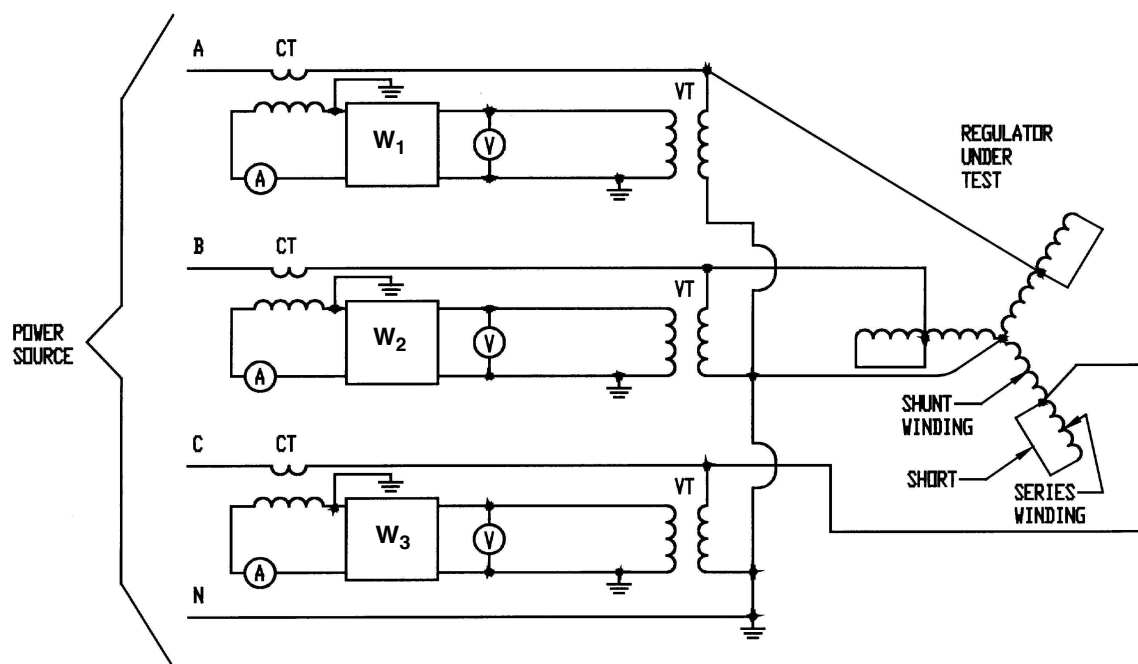 A
CT
VT
W1
V
A
REGULATOR
UNDER
TEST
B
CT
VT
W2
V
A
POWER
SOURCE
SHUNT
WINDING
C
CT
VT
SHORT
SERIES
WINDING
W3
V
A
N